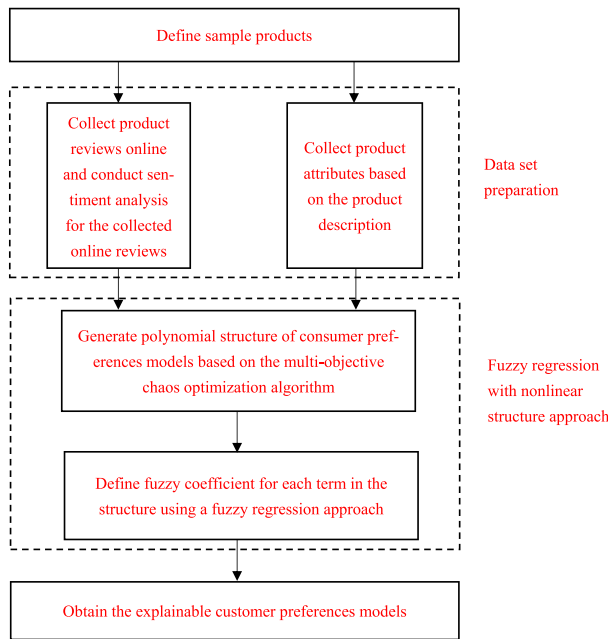 Define sample products
Collect product
reviews online
and conduct sen-
timent analysis
for the collected
online reviews
Collect product
attributes based
on the product
description
Data set
preparation
Generate polynomial structure of consumer pref-
erences models based on the multi-objective
chaos optimization algorithm
Fuzzy regression
with nonlinear
structure approach
Define fuzzy coefficient for each term in the
structure using a fuzzy regression approach
Obtain the explainable customer preferences models